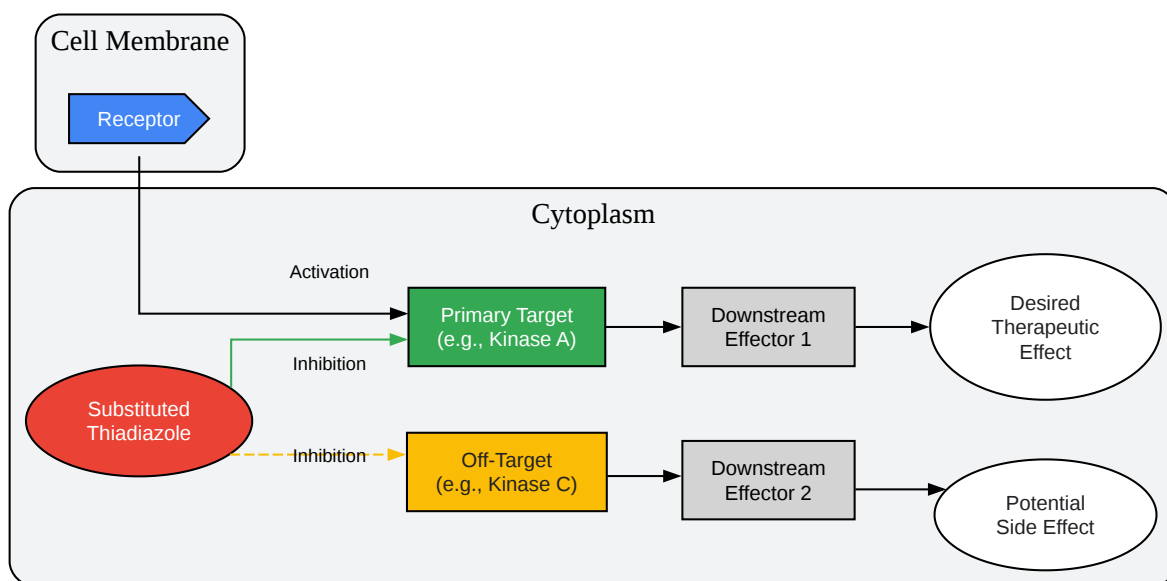 Cell Membrane
Receptor
Cytoplasm
Activation
Primary Target
(e.g., Kinase A)
Downstream
Effector 1
Desired
Therapeutic
Effect
Inhibition
Substituted
Thiadiazole
Inhibition
Off-Target
(e.g., Kinase C)
Downstream
Effector 2
Potential
Side Effect